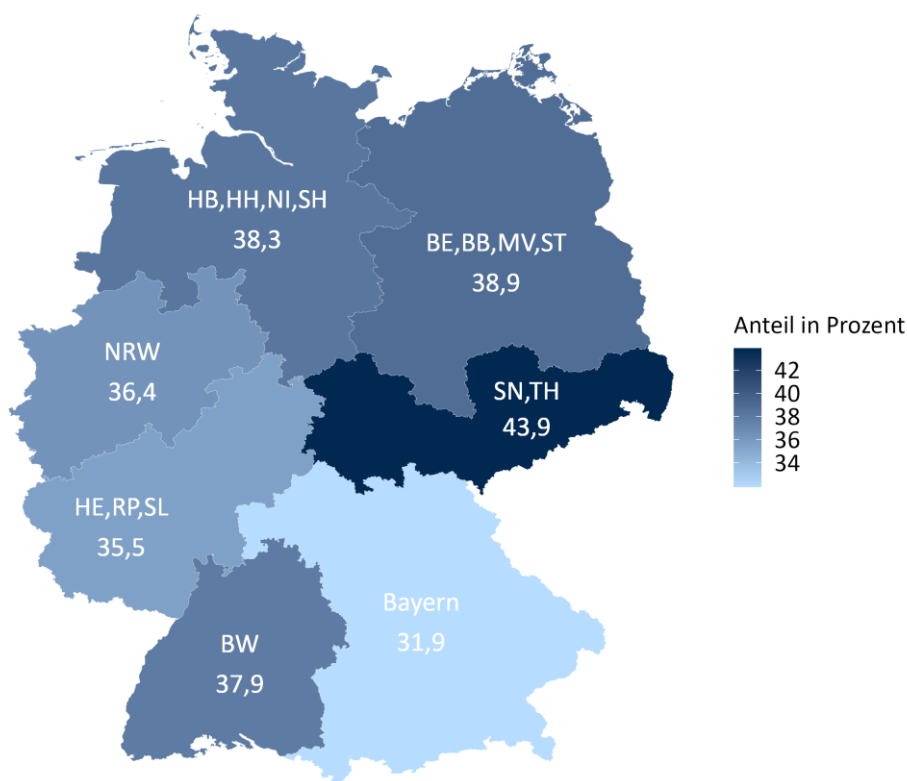 HB,HH,NI,SH
38,3
BE,BB,MV,ST
38,9
NRW
36,4
SN,TH
43,9
HE,RP,SL
35,5
Bayern
31,9
BW
37,9
Anteil in Prozent
42
40
38
36
34